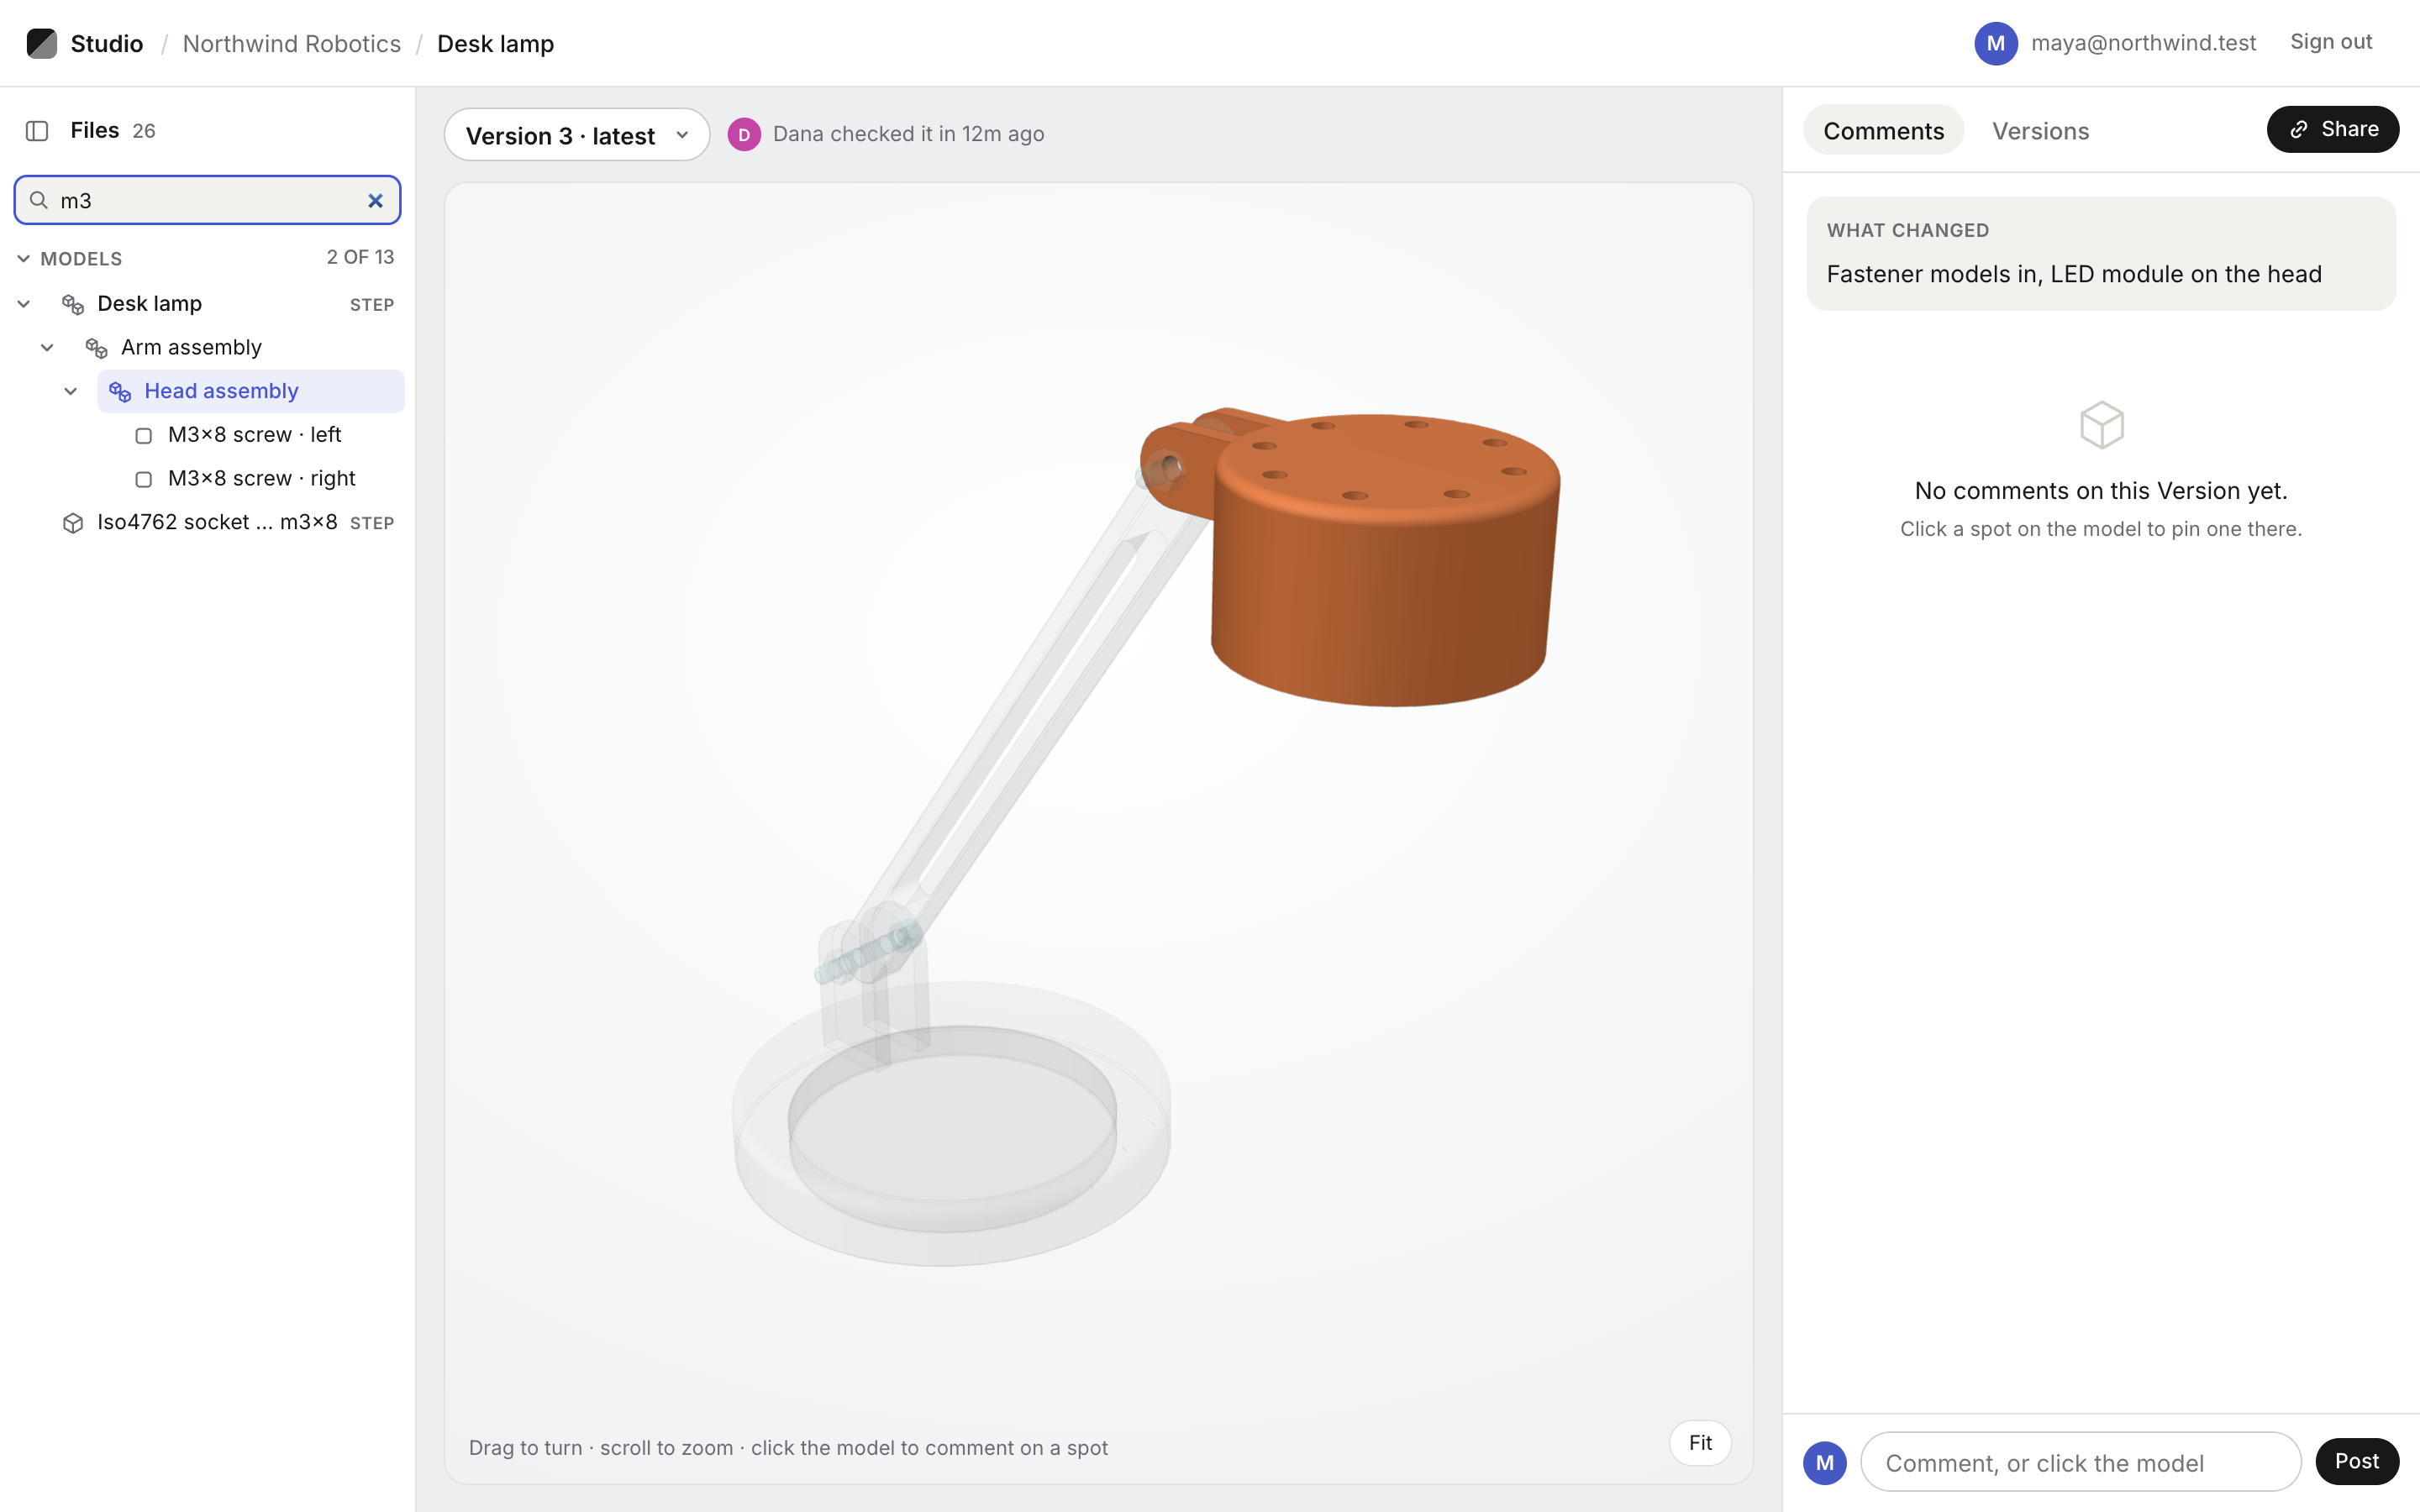 Studio / Northwind Robotics / Desk lamp
M maya@northwind.test Sign out
Files 26
m3
MODELS 2 OF 13
Desk lamp STEP
Arm assembly
Head assembly
M3×8 screw · left
M3×8 screw · right
Iso4762 socket ... m3×8 STEP
Version 3 · latest
D Dana checked it in 12m ago
Drag to turn · scroll to zoom · click the model to comment on a spot
Fit
Comments Versions Share
WHAT CHANGED
Fastener models in, LED module on the head
No comments on this Version yet.
Click a spot on the model to pin one there.
M Comment, or click the model Post